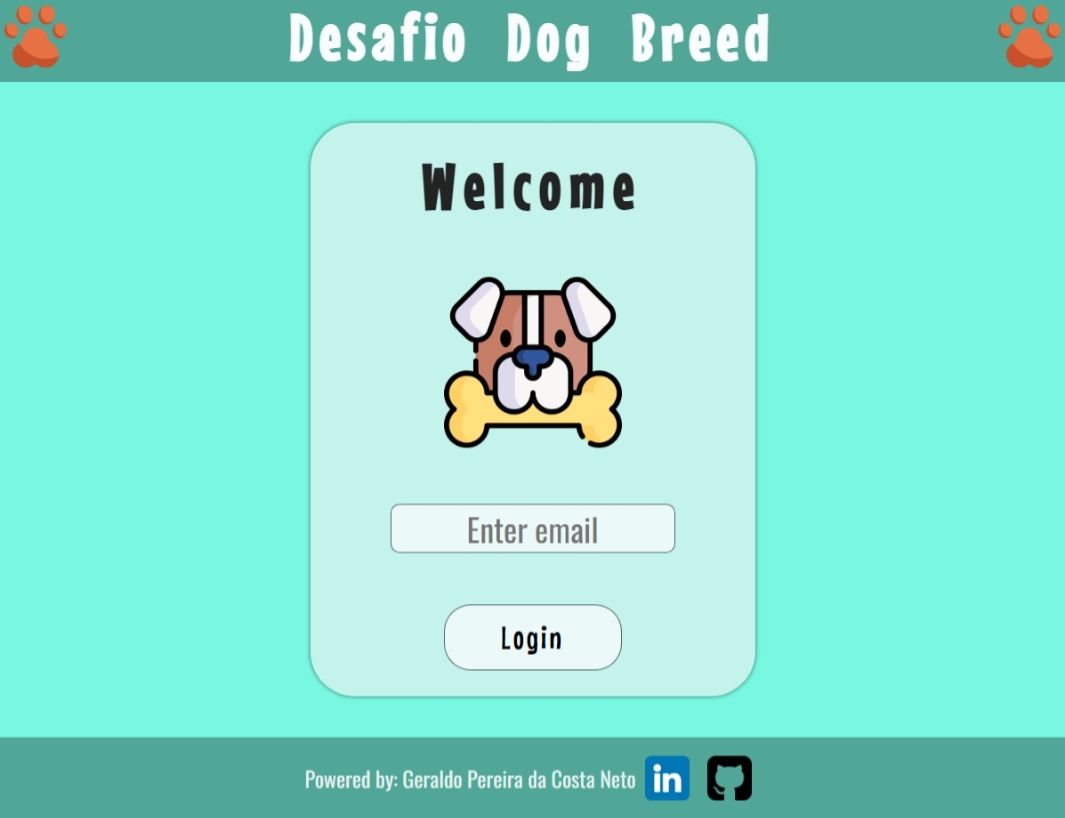 Desafio Dog Breed
Welcome
Enter email
Login
Powered by: Geraldo Pereira da Costa Neto in